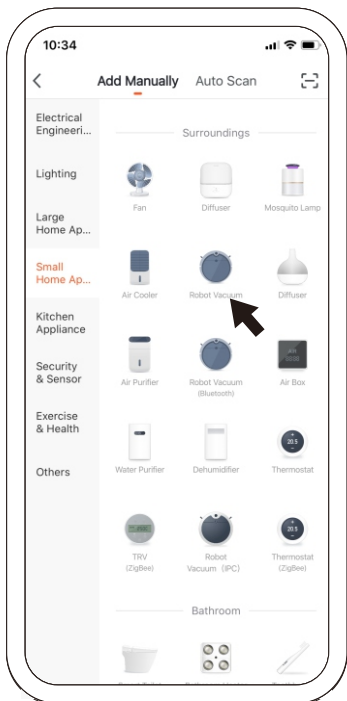 10:34
Add Manually Auto Scan
Electrical
Engineeri...
Lighting
Large
Home Ap...
Small
Home Ap...
Kitchen
Appliance
Security
& Sensor
Exercise
& Health
Others
Surroundings
Fan Diffuser Mosquito Lamp
Air Cooler Robot Vacuum Diffuser
Air Purifier Robot Vacuum
(Bluetooth) Air Box
Water Purifier Dehumidifier Thermostat
20.5
TRV
(ZigBee) Robot
Vacuum (IPC) Thermostat
(ZigBee)
20.5
Bathroom